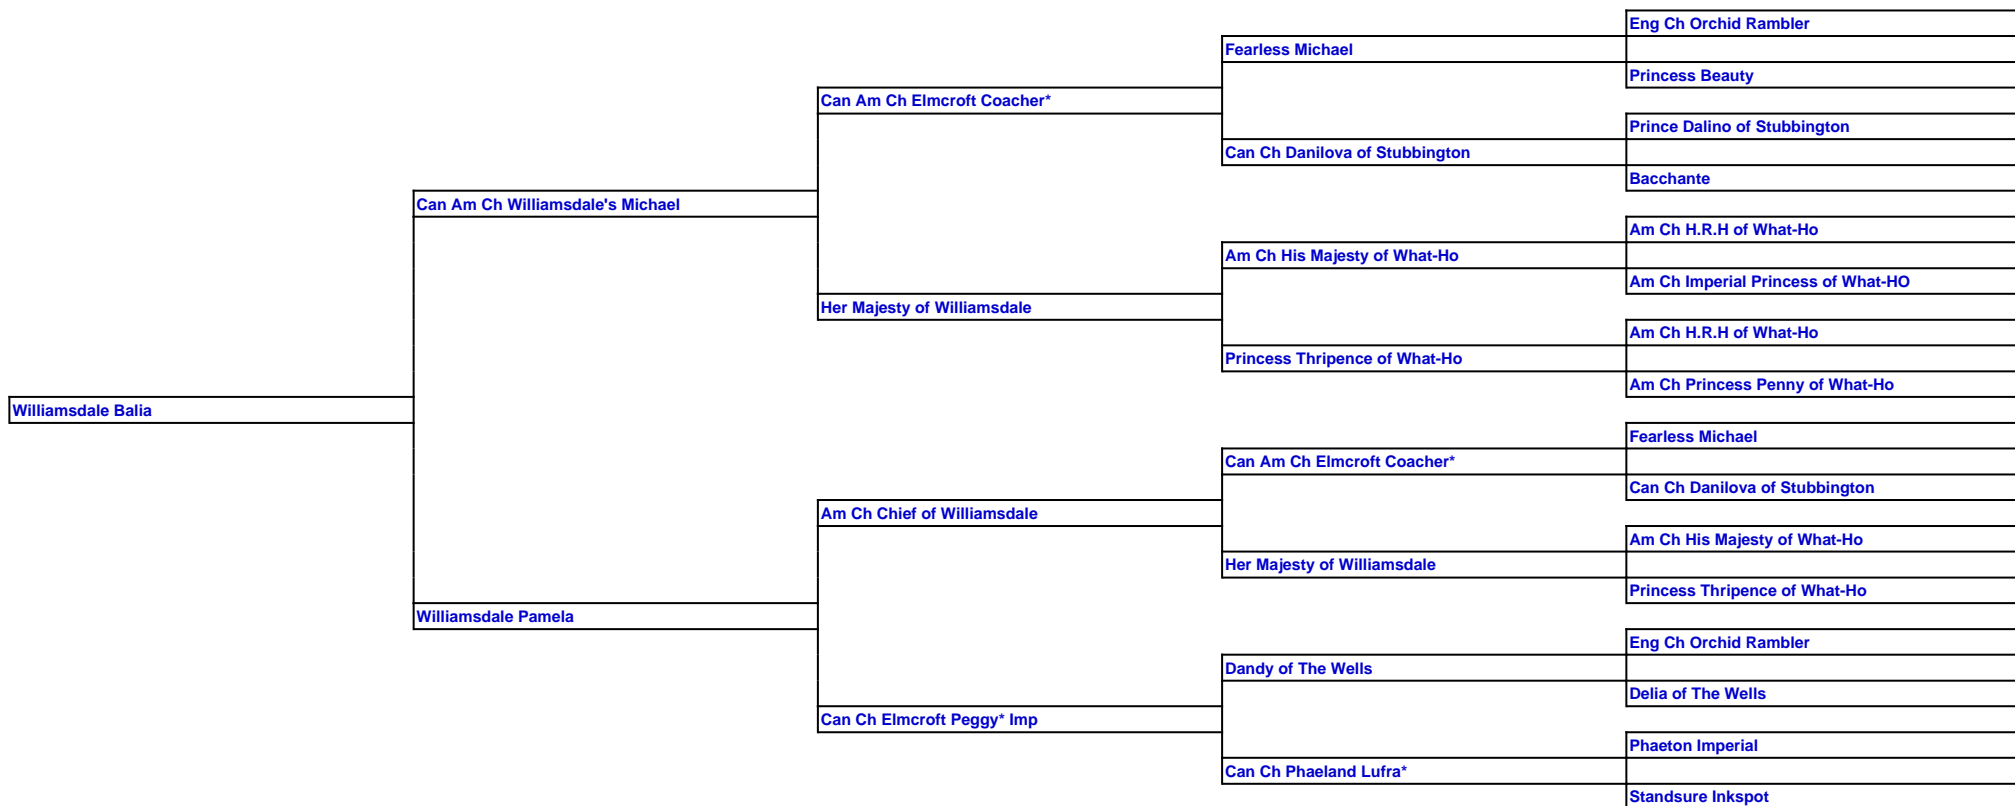 Eng Ch Orchid Rambler
Fearless Michael
Princess Beauty
Can Am Ch Elmcroft Coacher*
Prince Dalino of Stubbington
Can Ch Danilova of Stubbington
Bacchante
Can Am Ch Williamsdale's Michael
Am Ch H.R.H of What-Ho
Am Ch His Majesty of What-Ho
Am Ch Imperial Princess of What-HO
Her Majesty of Williamsdale
Am Ch H.R.H of What-Ho
Princess Thripence of What-Ho
Am Ch Princess Penny of What-Ho
Williamsdale Balia
Fearless Michael
Can Am Ch Elmcroft Coacher*
Can Ch Danilova of Stubbington
Am Ch Chief of Williamsdale
Am Ch His Majesty of What-Ho
Her Majesty of Williamsdale
Princess Thripence of What-Ho
Williamsdale Pamela
Eng Ch Orchid Rambler
Dandy of The Wells
Delia of The Wells
Can Ch Elmcroft Peggy* Imp
Phaeton Imperial
Can Ch Phaeland Lufra*
Standsure Inkspot